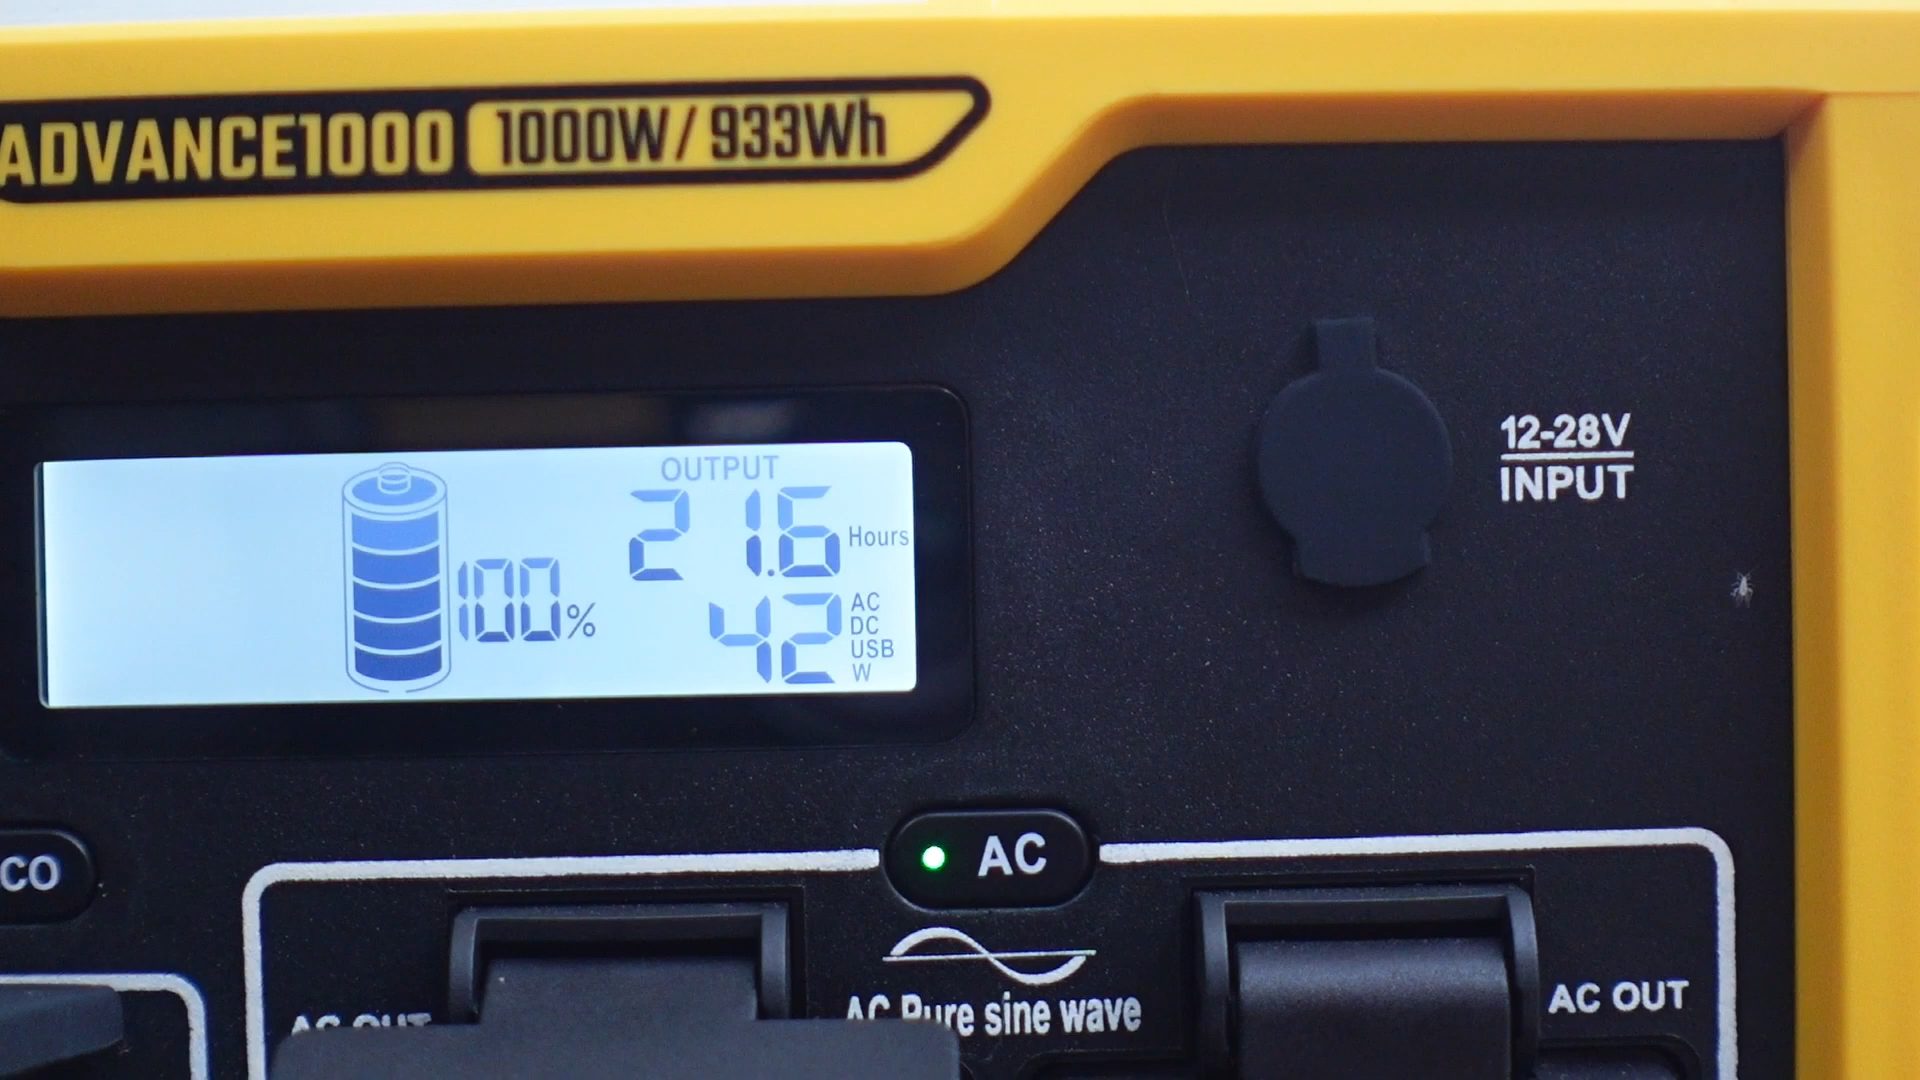 ADVANCE1000 1000W/933Wh
OUTPUT
21.6 Hours
100%
42 AC
DC
USB
W
12-28V
INPUT
CO
AC
AC OUT
AC Pure sine wave
AC OUT